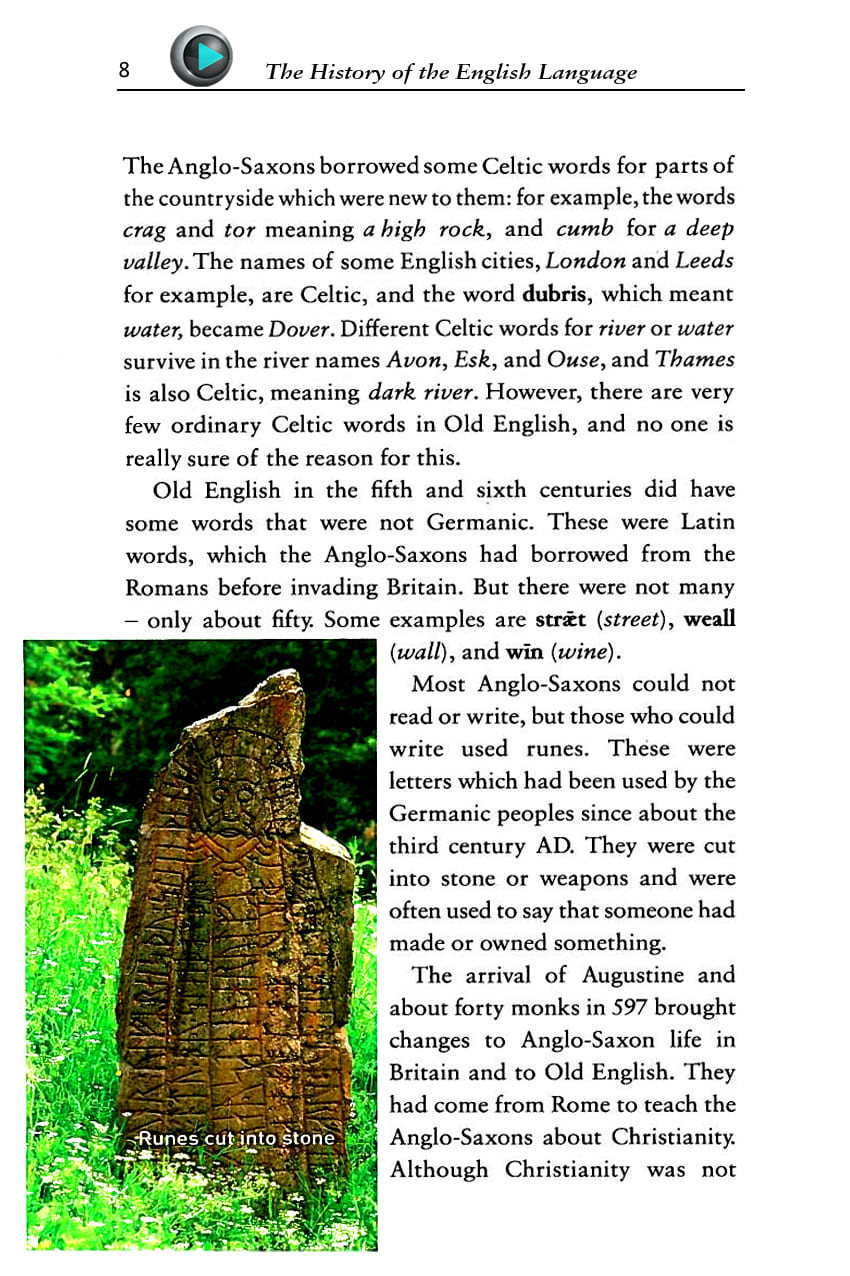 8
The History of the English Language
The Anglo-Saxons borrowed some Celtic words for parts of
the countryside which were new to them: for example, the words
crag and tor meaning a high rock, and cumb for a deep
valley. The names of some English cities, London and Leeds
for example, are Celtic, and the word dubris, which meant
water, became Dover. Different Celtic words for river or water
survive in the river names Avon, Esk, and Ouse, and Thames
is also Celtic, meaning dark river. However, there are very
few ordinary Celtic words in Old English, and no one is
really sure of the reason for this.
Old English in the fifth and sixth centuries did have
some words that were not Germanic. These were Latin
words, which the Anglo-Saxons had borrowed from the
Romans before invading Britain. But there were not many
– only about fifty. Some examples are strǣt (street), weall
(wall), and wīn (wine).
Most Anglo-Saxons could not
read or write, but those who could
write used runes. These were
letters which had been used by the
Germanic peoples since about the
third century AD. They were cut
into stone or weapons and were
often used to say that someone had
made or owned something.
The arrival of Augustine and
about forty monks in 597 brought
changes to Anglo-Saxon life in
Britain and to Old English. They
had come from Rome to teach the
Anglo-Saxons about Christianity.
Although Christianity was not
Runes cut into stone